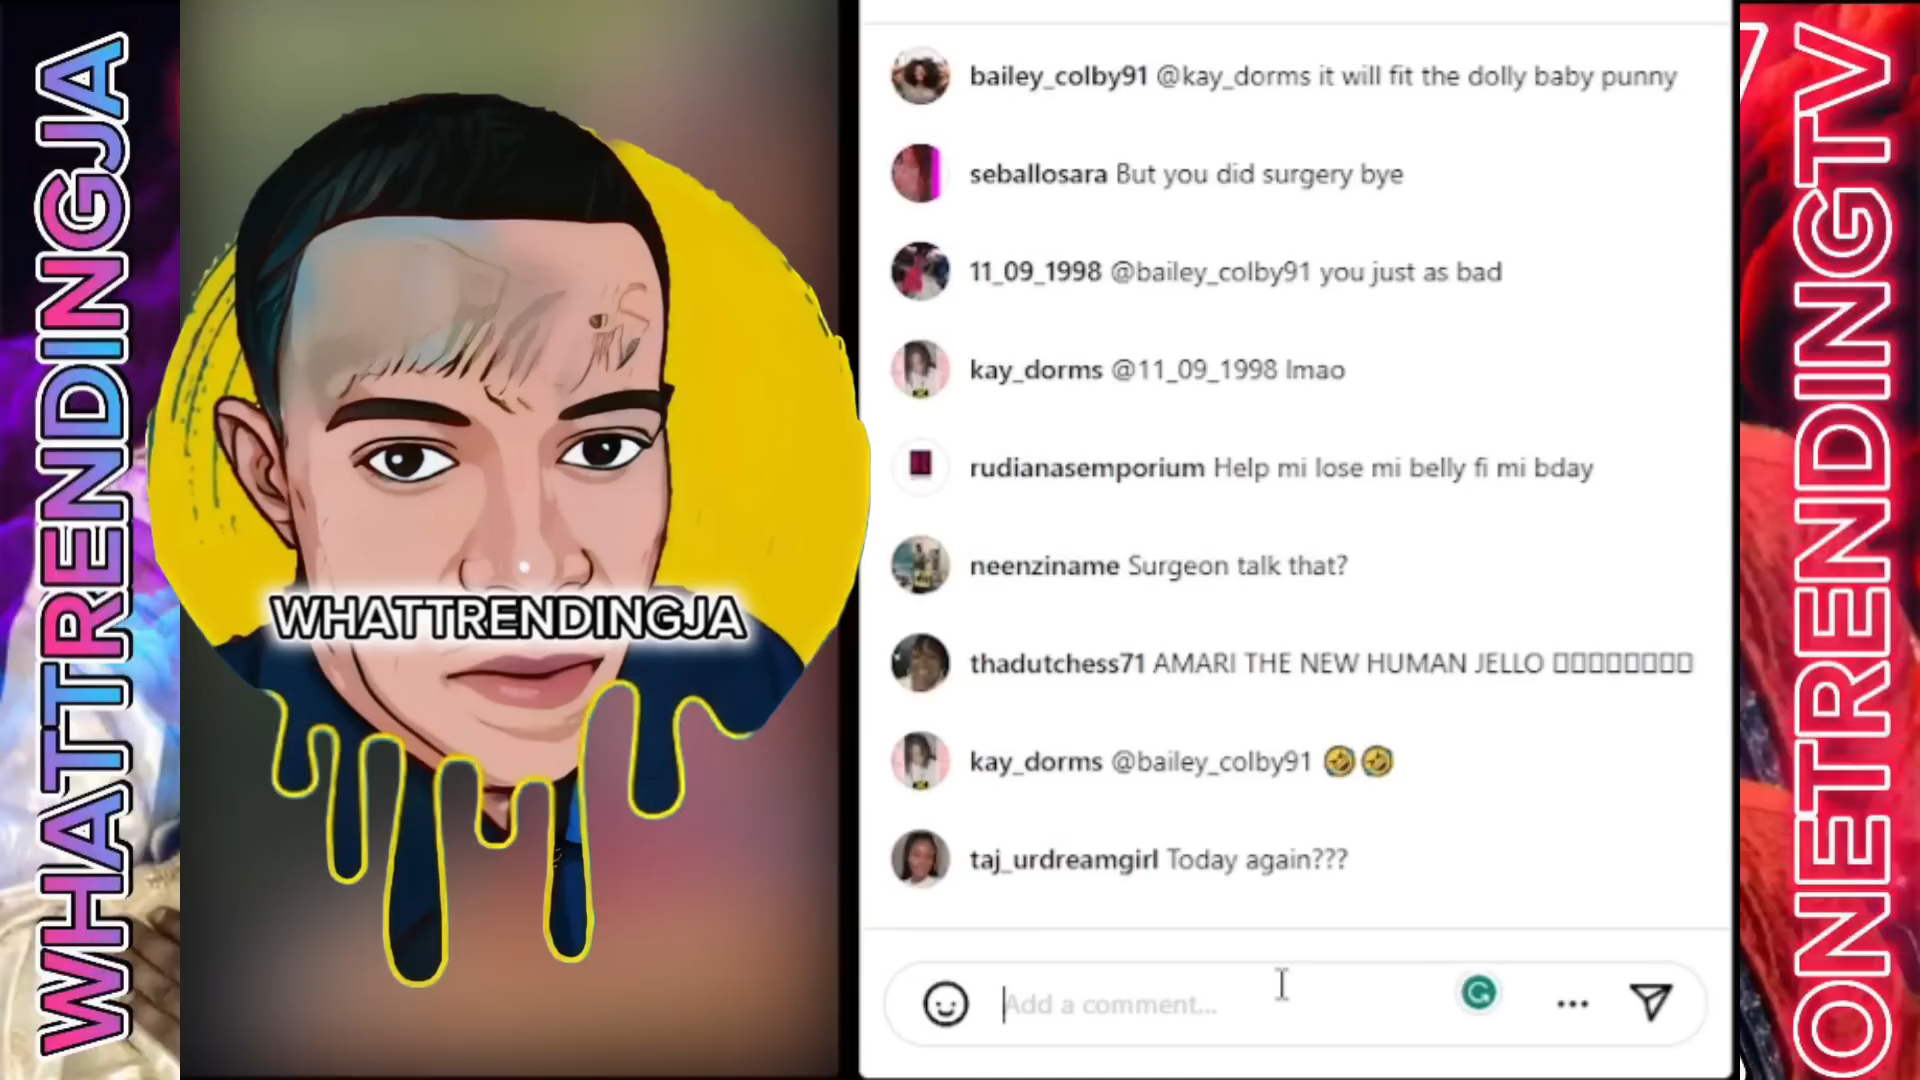 WHATTRENDINGJA
WHATTRENDINGJA
bailey_colby91 @kay_dorms it will fit the dolly baby punny
seballosara But you did surgery bye
11_09_1998 @bailey_colby91 you just as bad
kay_dorms @11_09_1998 lmao
rudianasemporium Help mi lose mi belly fi mi bday
neenziname Surgeon talk that?
thadutchess71 AMARI THE NEW HUMAN JELLO
kay_dorms @bailey_colby91 🤣🤣
taj_urdreamgirl Today again???
Add a comment...
ONETRENDINGTV